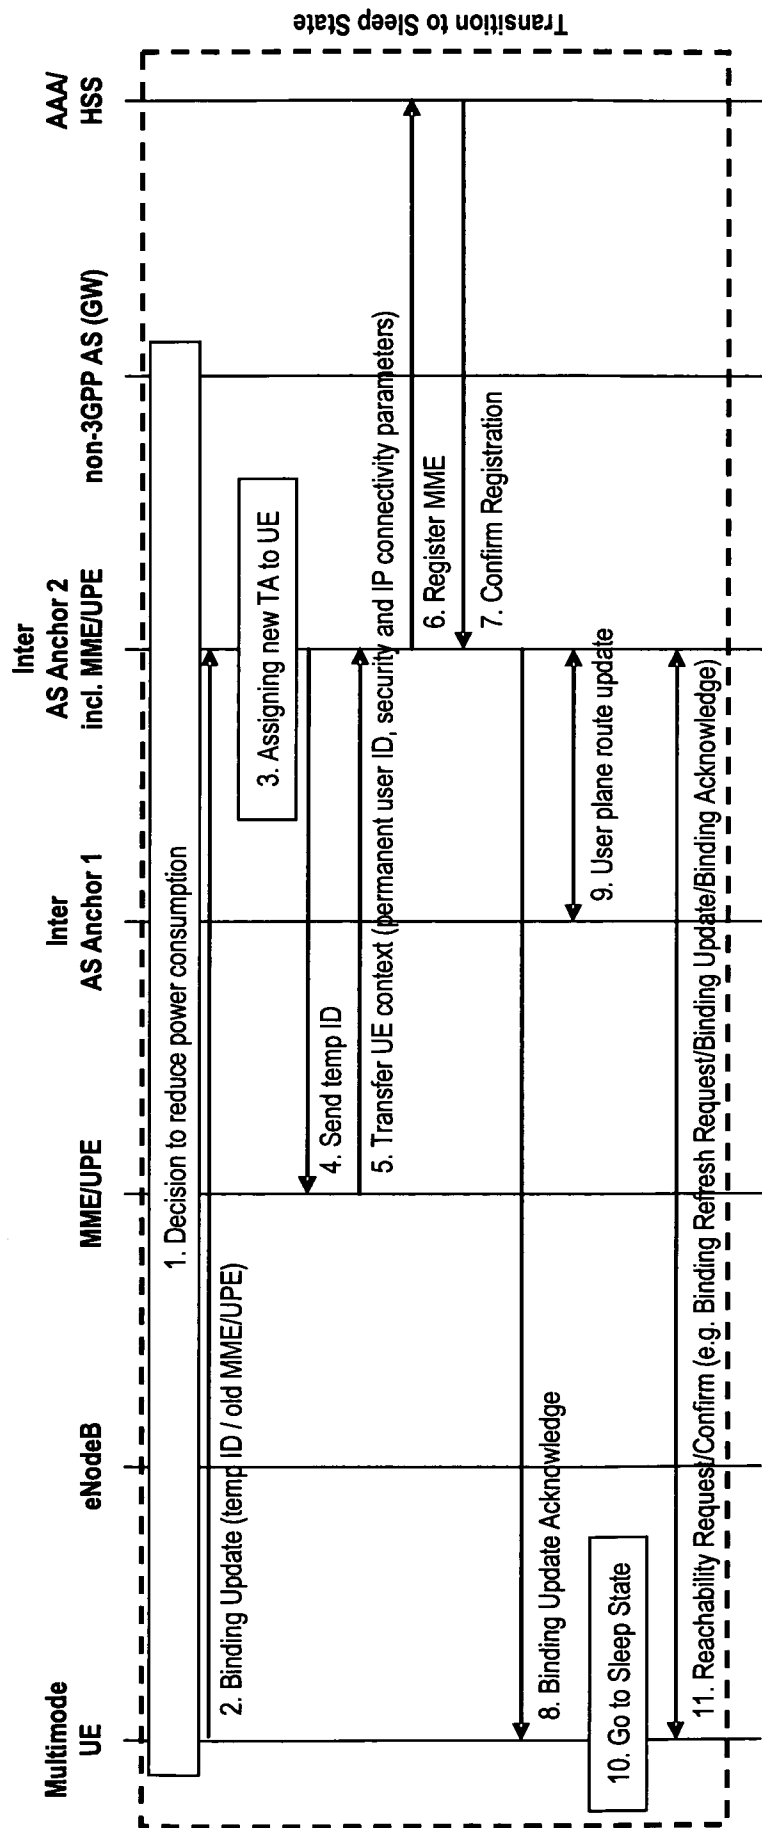 Multimode
UE
eNodeB
MME/UPE
Inter
AS Anchor 1
Inter
AS Anchor 2
incl. MME/UPE
non-3GPP AS (GW)
AAA/
HSS
1. Decision to reduce power consumption
2. Binding Update (temp ID / old MME/UPE)
3. Assigning new TA to UE
4. Send temp ID
5. Transfer UE context (permanent user ID, security and IP connectivity parameters)
6. Register MME
7. Confirm Registration
8. Binding Update Acknowledge
9. User plane route update
10. Go to Sleep State
11. Reachability Request/Confirm (e.g. Binding Refresh Request/Binding Update/Binding Acknowledge)
Transition to Sleep State